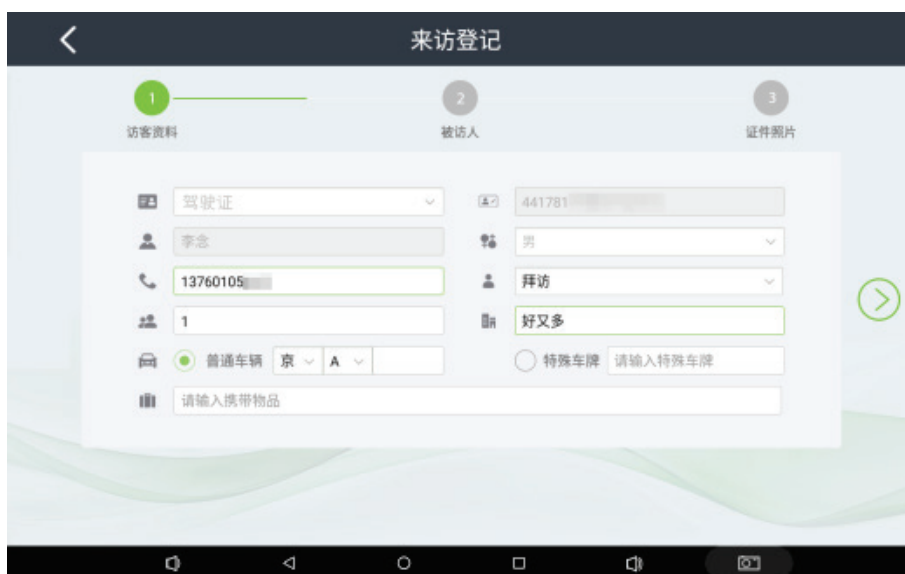 来访登记
1 2 3
访客资料 被访人 证件照片
驾驶证 441781
李念 男
13760105 拜访
1 好又多
普通车辆 京 A 特殊车牌 请输入特殊车牌
请输入携带物品